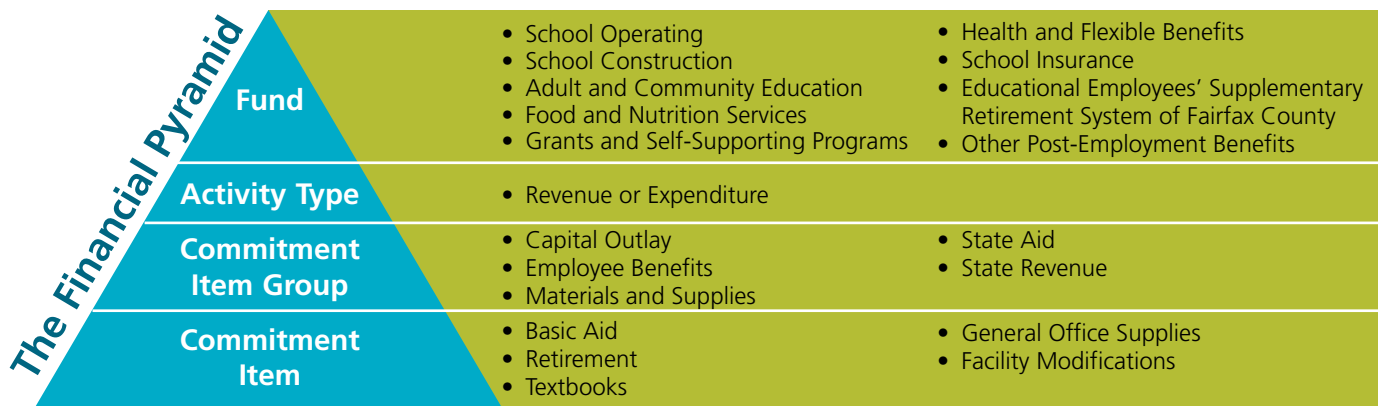 The Financial Pyramid
Fund
• School Operating
• School Construction
• Adult and Community Education
• Food and Nutrition Services
• Grants and Self-Supporting Programs
• Health and Flexible Benefits
• School Insurance
• Educational Employees’ Supplementary
Retirement System of Fairfax County
• Other Post-Employment Benefits
Activity Type
• Revenue or Expenditure
Commitment
Item Group
• Capital Outlay
• Employee Benefits
• Materials and Supplies
• State Aid
• State Revenue
Commitment
Item
• Basic Aid
• Retirement
• Textbooks
• General Office Supplies
• Facility Modifications